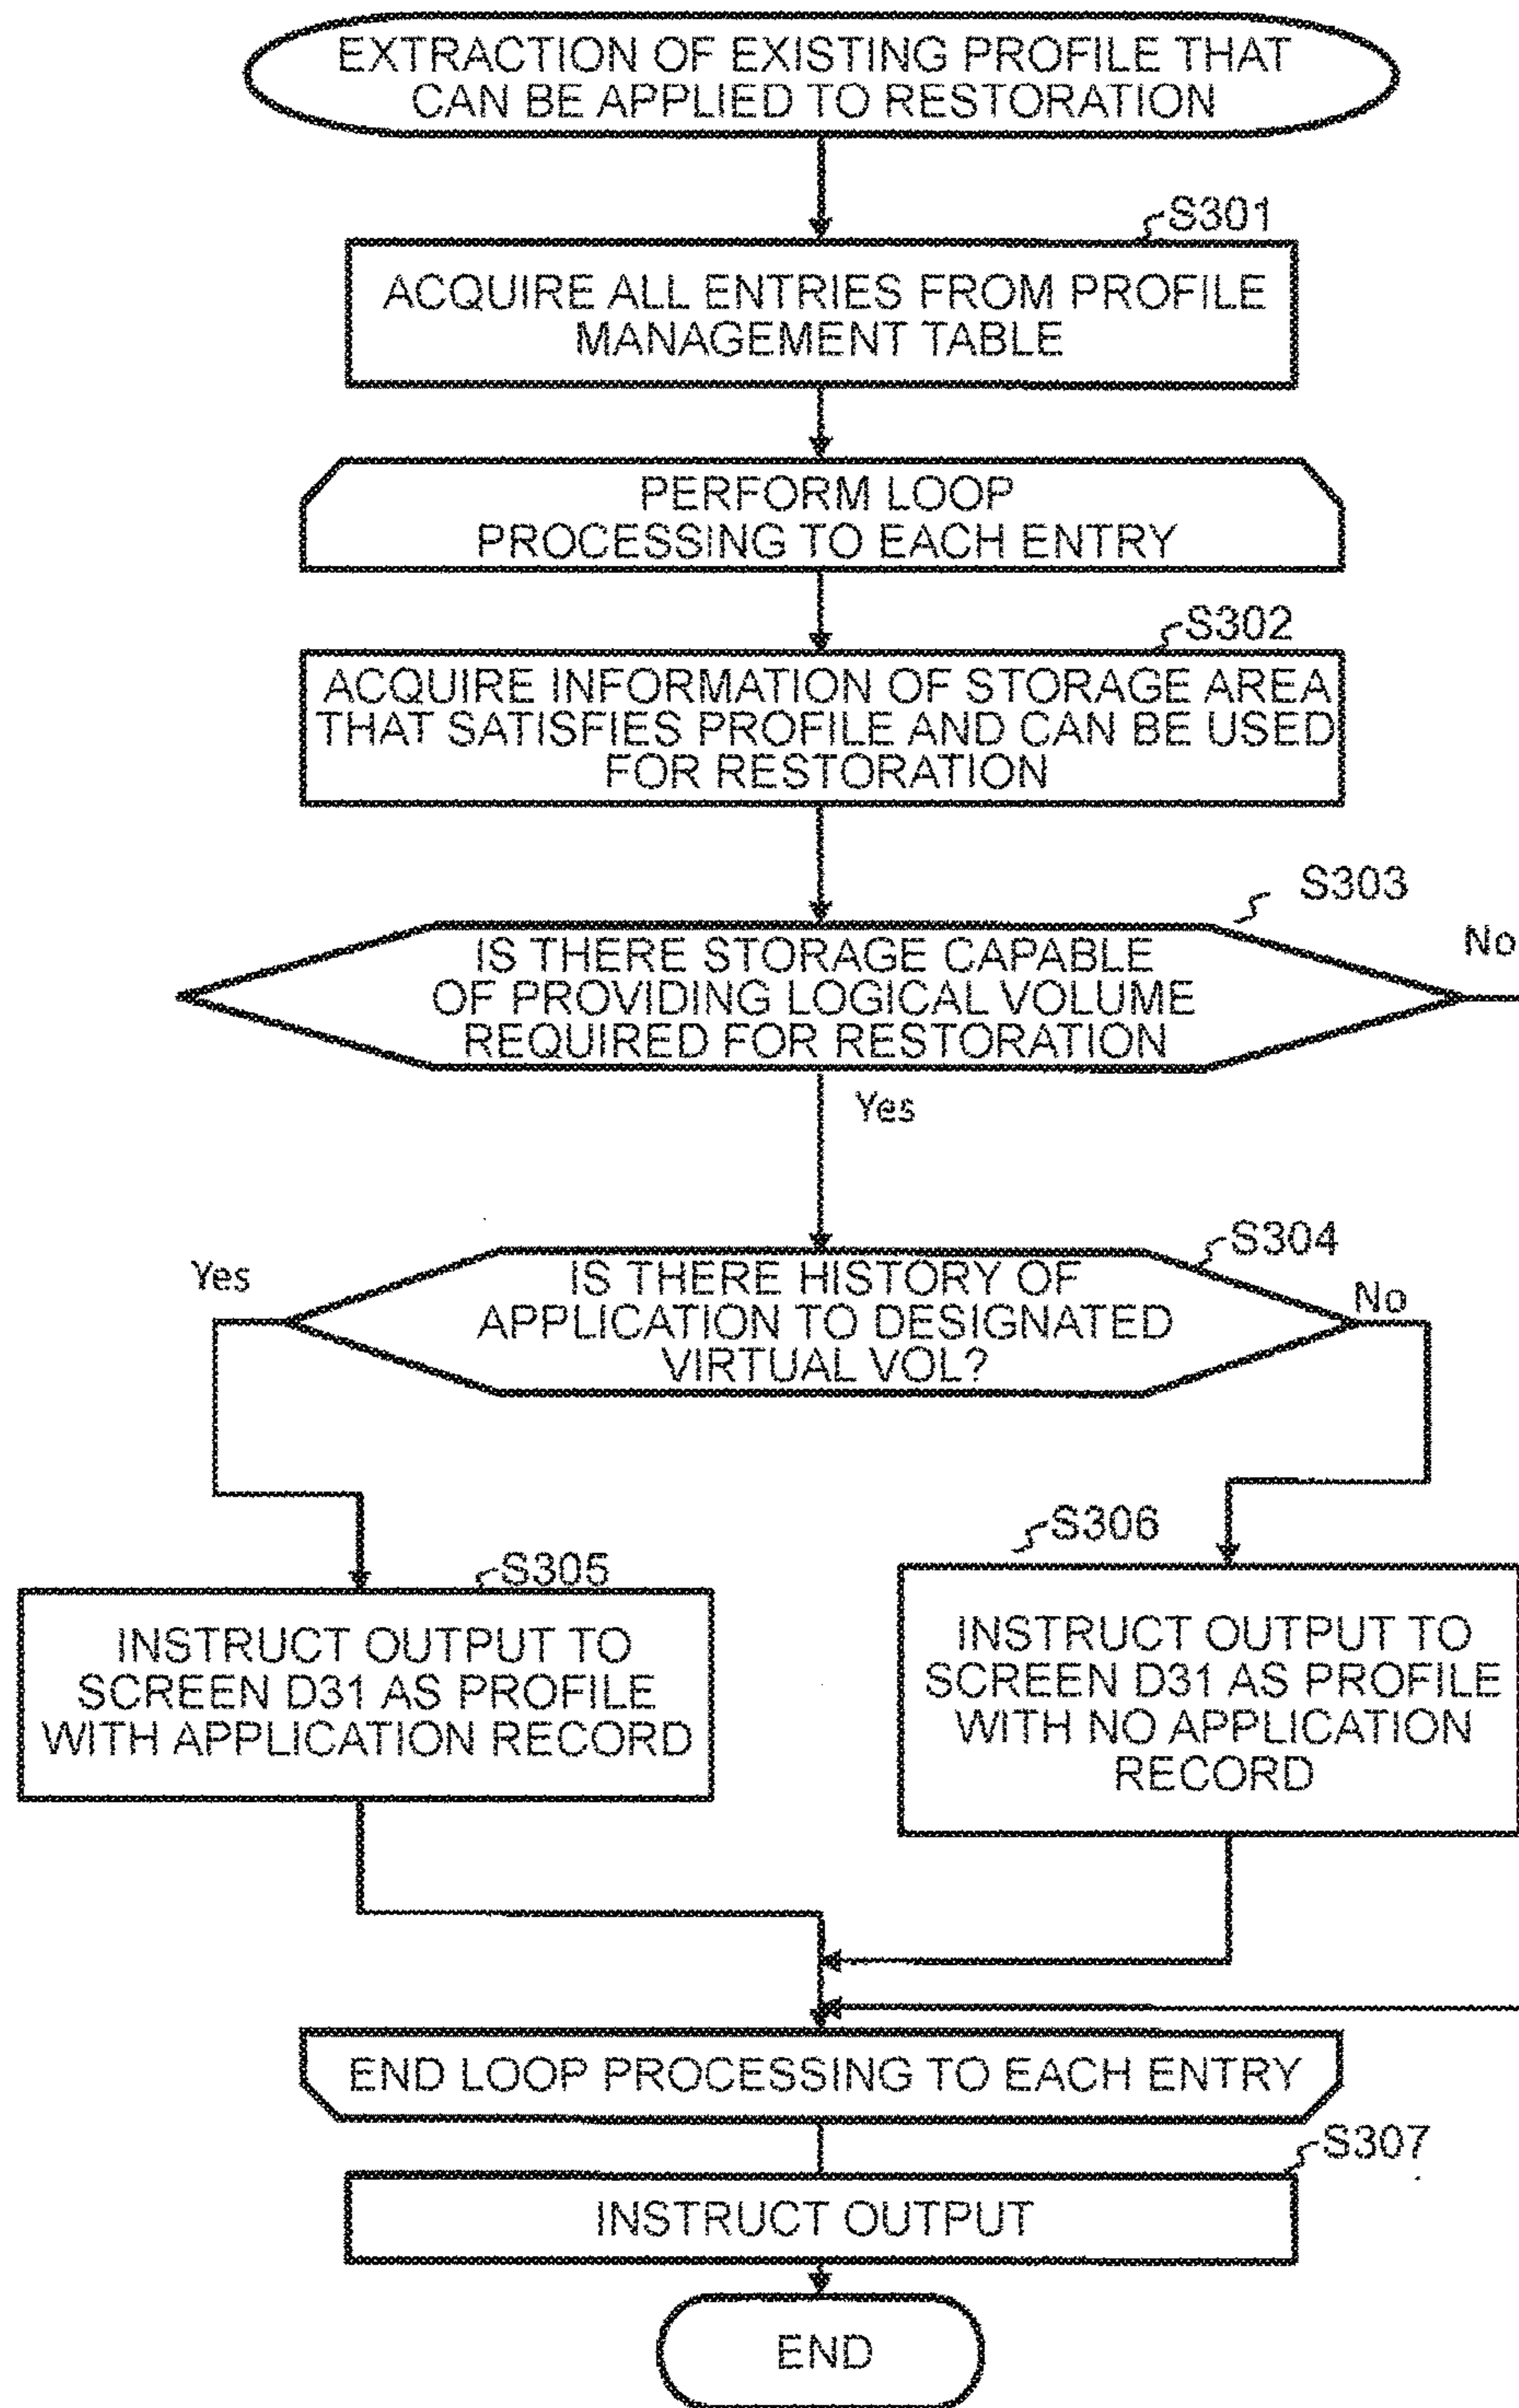 EXTRACTION OF EXISTING PROFILE THAT
CAN BE APPLIED TO RESTORATION
S301
ACQUIRE ALL ENTRIES FROM PROFILE
MANAGEMENT TABLE
PERFORM LOOP
PROCESSING TO EACH ENTRY
S302
ACQUIRE INFORMATION OF STORAGE AREA
THAT SATISFIES PROFILE AND CAN BE USED
FOR RESTORATION
S303
No
IS THERE STORAGE CAPABLE
OF PROVIDING LOGICAL VOLUME
REQUIRED FOR RESTORATION
Yes
S304
Yes
No
IS THERE HISTORY OF
APPLICATION TO DESIGNATED
VIRTUAL VOL?
S305
INSTRUCT OUTPUT TO
SCREEN D31 AS PROFILE
WITH APPLICATION RECORD
S306
INSTRUCT OUTPUT TO
SCREEN D31 AS PROFILE
WITH NO APPLICATION
RECORD
END LOOP PROCESSING TO EACH ENTRY
S307
INSTRUCT OUTPUT
END